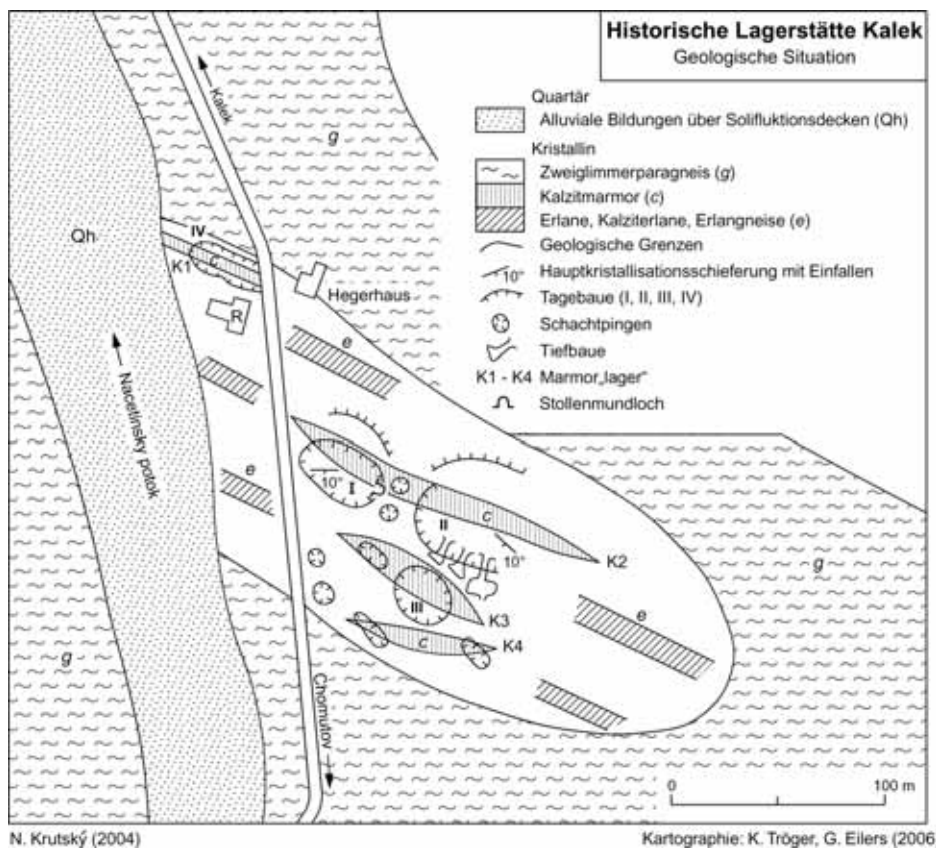 Historische Lagerstätte Kalek
Geologische Situation
Quartär
Alluviale Bildungen über Solifluktionsdecken (Qh)
Kristallin
Zweiglimmerparagneis (g)
Kalzitmarmor (c)
Erlane, Kalziterlane, Erlangneise (e)
Geologische Grenzen
10° Hauptkristallisationsschieferung mit Einfallen
Tagebaue (I, II, III, IV)
Schachtpingen
Tiefbaue
K1 - K4 Marmor„lager"
Stollenmundloch
Kalek
g
Qh
IV
K1
c
R
Hegerhaus
e
Nacetínsky potok
e
10°
I
II
c
10°
K2
g
III
K3
e
c
K4
g
Chomutov
0 100 m
N. Krutský (2004)
Kartographie: K. Tröger, G. Eilers (2006